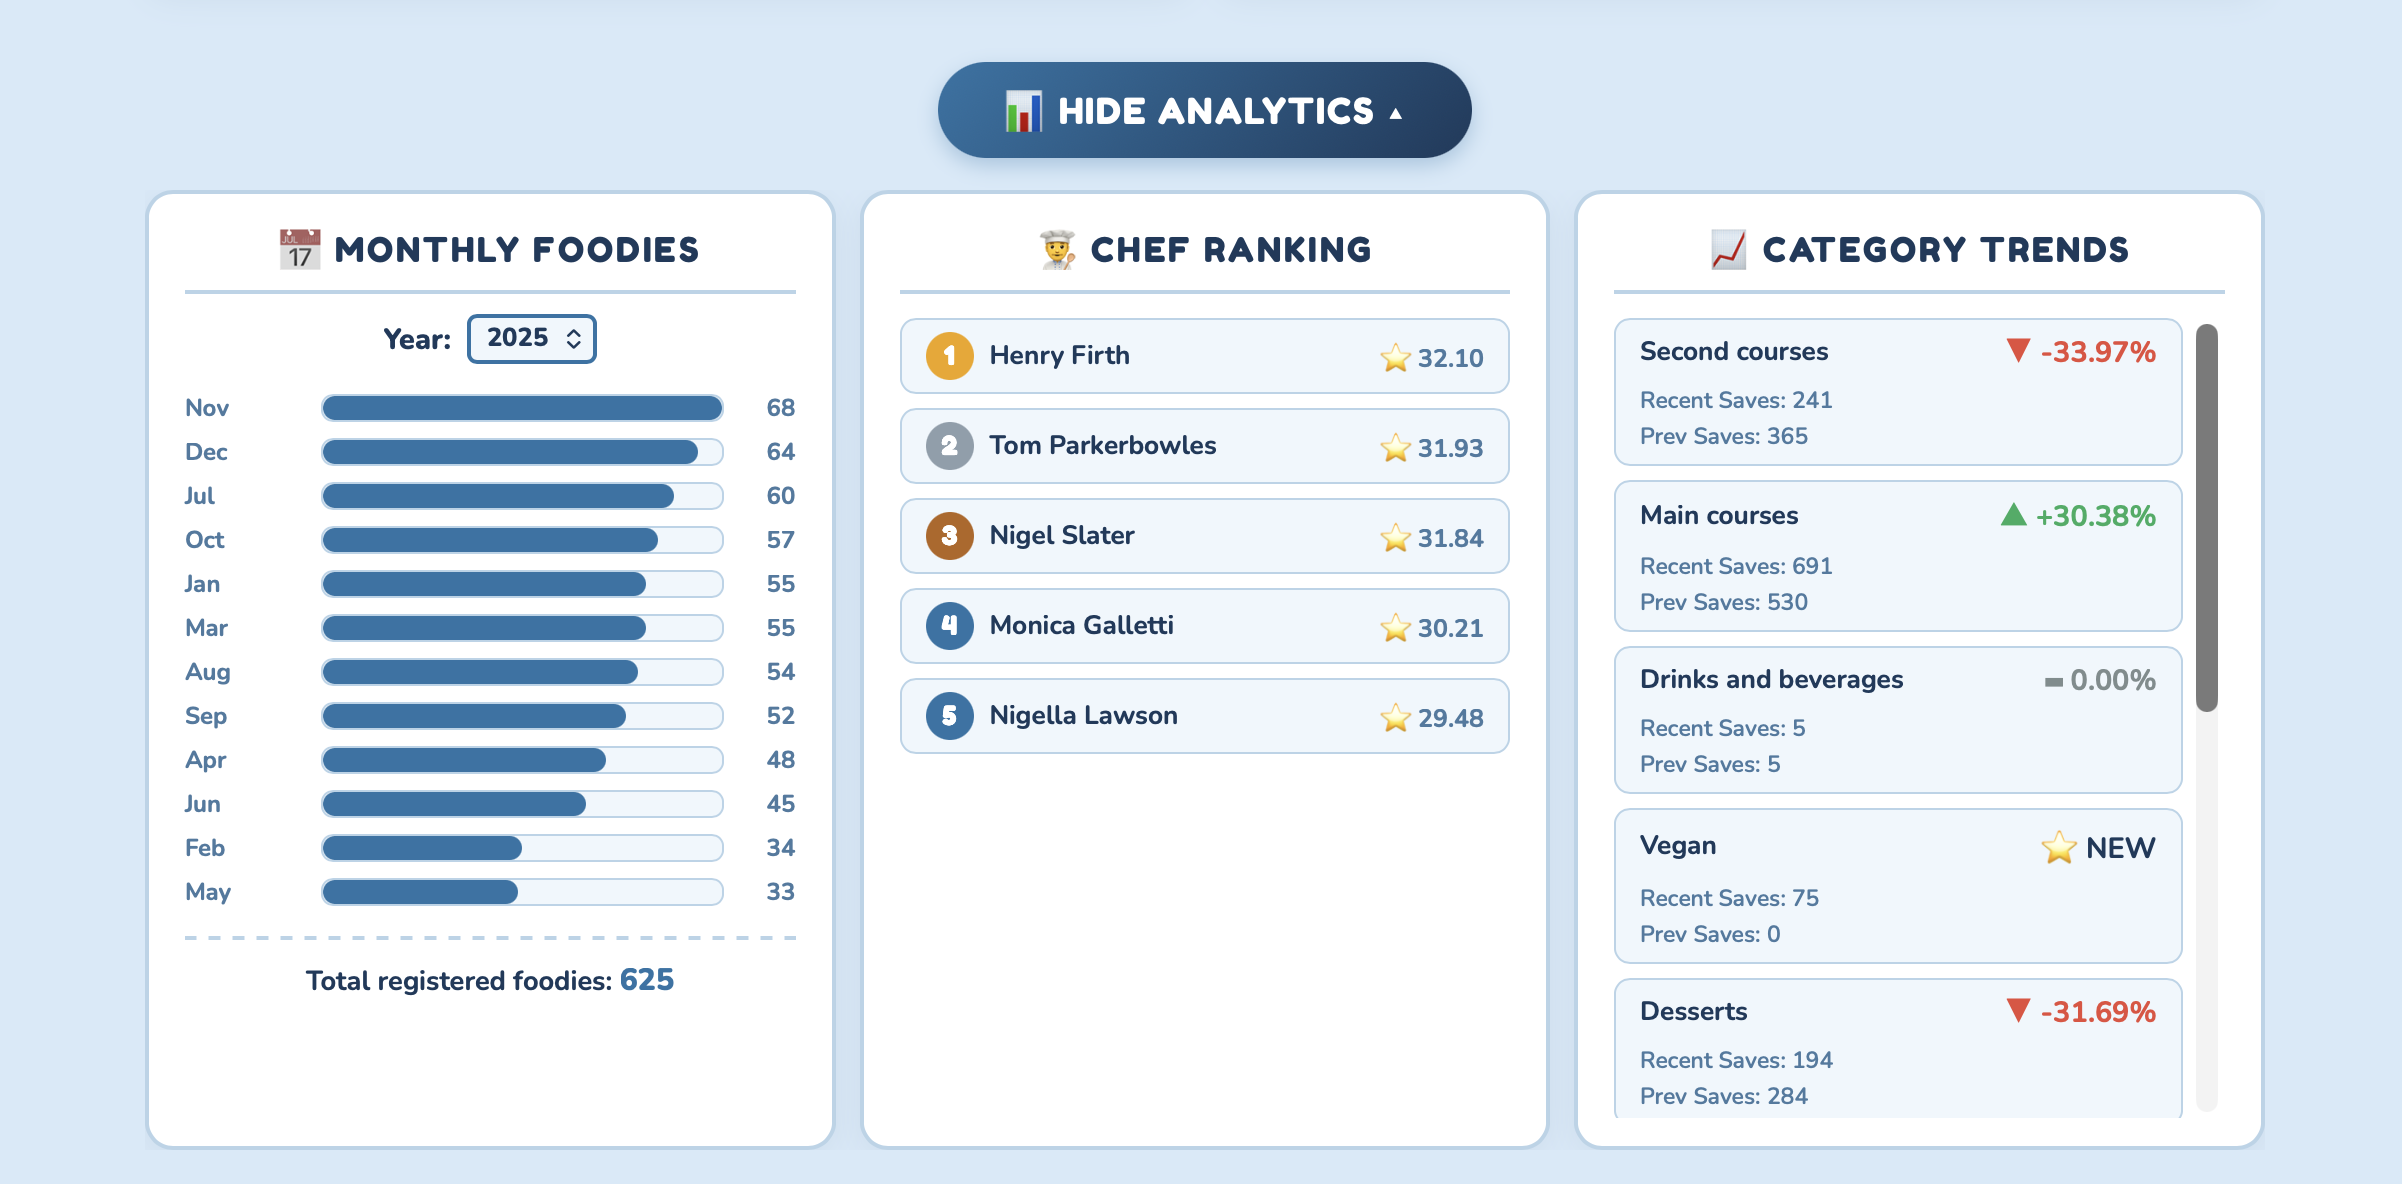 HIDE ANALYTICS ▲
MONTHLY FOODIES
Year: 2025
Nov 68
Dec 64
Jul 60
Oct 57
Jan 55
Mar 55
Aug 54
Sep 52
Apr 48
Jun 45
Feb 34
May 33
Total registered foodies: 625
CHEF RANKING
1 Henry Firth 32.10
2 Tom Parkerbowles 31.93
3 Nigel Slater 31.84
4 Monica Galletti 30.21
5 Nigella Lawson 29.48
CATEGORY TRENDS
Second courses ▼ -33.97%
Recent Saves: 241
Prev Saves: 365
Main courses ▲ +30.38%
Recent Saves: 691
Prev Saves: 530
Drinks and beverages 0.00%
Recent Saves: 5
Prev Saves: 5
Vegan NEW
Recent Saves: 75
Prev Saves: 0
Desserts ▼ -31.69%
Recent Saves: 194
Prev Saves: 284